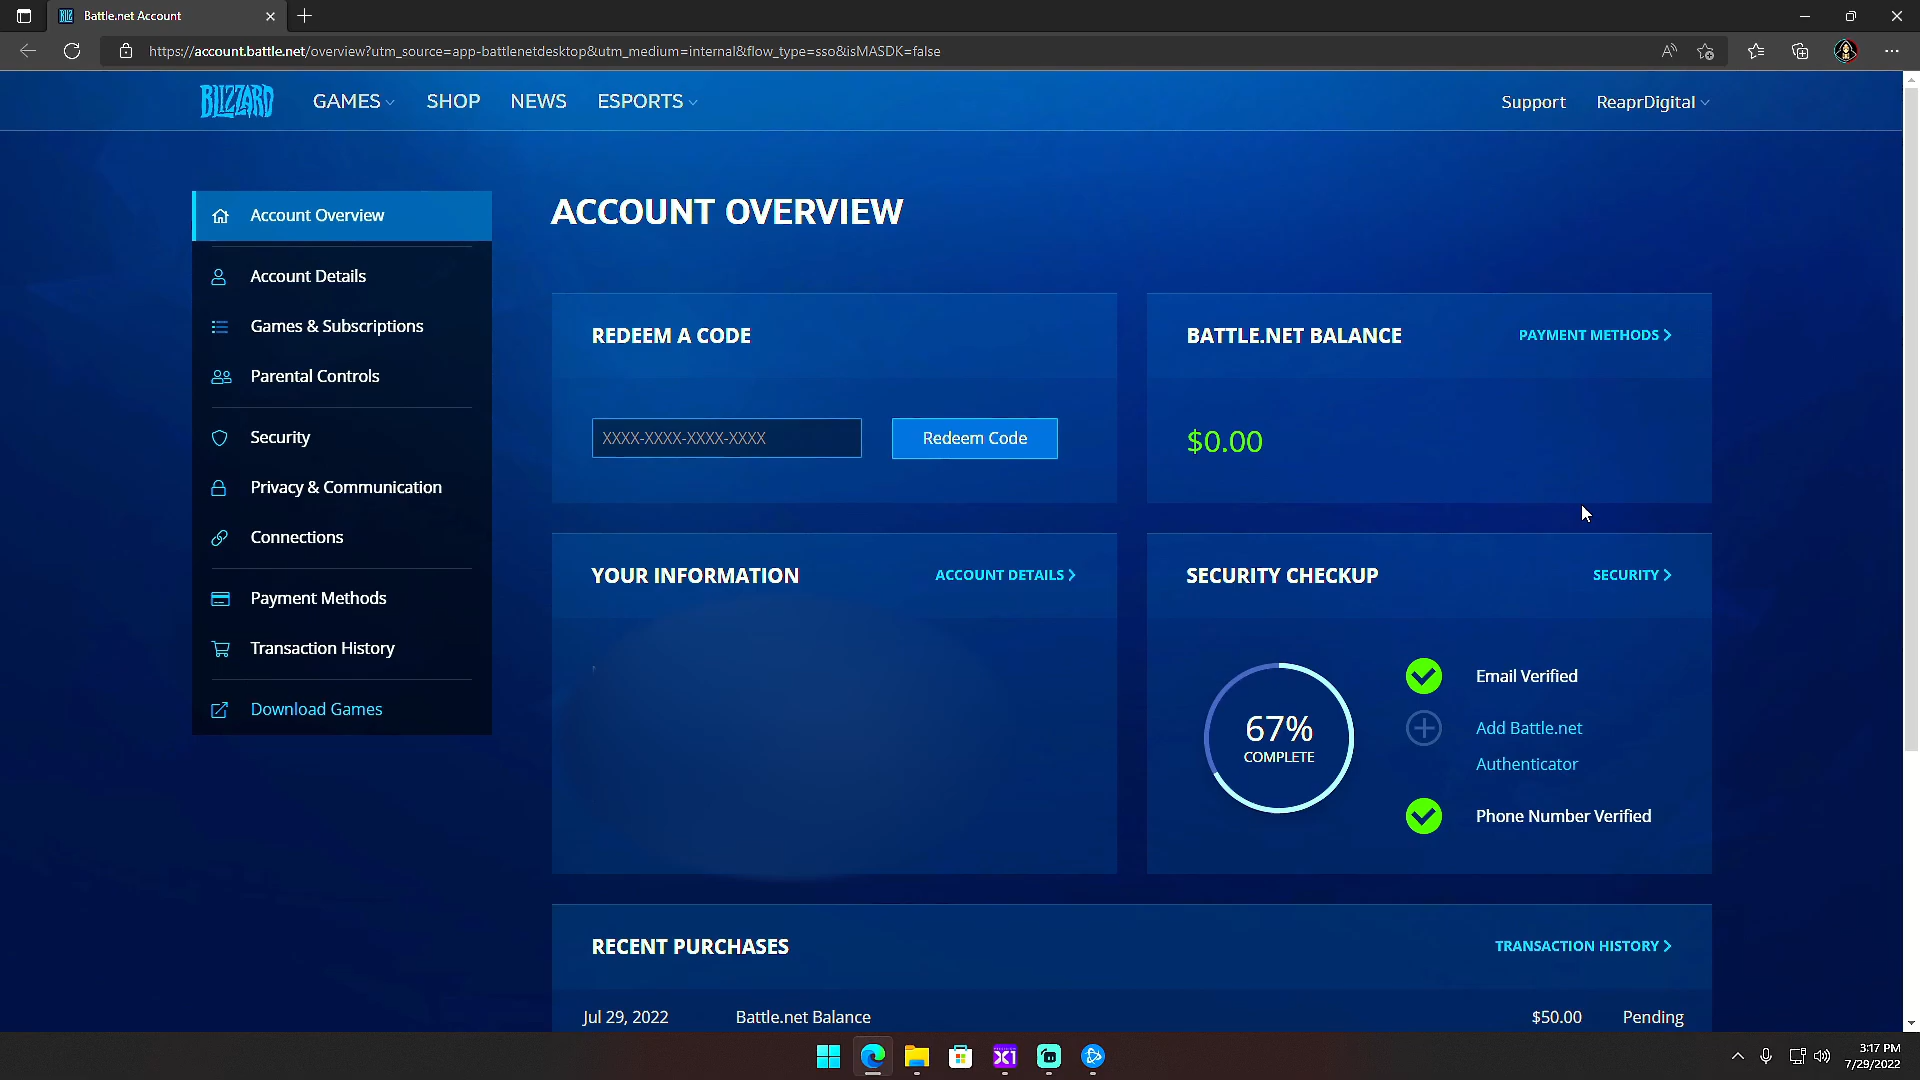 Battle.net Account
https://account.battle.net/overview?utm_source=app-battlenetdesktop&utm_medium=internal&flow_type=sso&isMASDK=false
BLIZZARD
GAMES
SHOP
NEWS
ESPORTS
Support
ReaprDigital
Account Overview
Account Details
Games & Subscriptions
Parental Controls
Security
Privacy & Communication
Connections
Payment Methods
Transaction History
Download Games
ACCOUNT OVERVIEW
REDEEM A CODE
XXXX-XXXX-XXXX-XXXX
Redeem Code
BATTLE.NET BALANCE
PAYMENT METHODS
$0.00
YOUR INFORMATION
ACCOUNT DETAILS
SECURITY CHECKUP
SECURITY
67%
COMPLETE
Email Verified
Add Battle.net
Authenticator
Phone Number Verified
RECENT PURCHASES
TRANSACTION HISTORY
Jul 29, 2022 Battle.net Balance $50.00 Pending
X1
3:17 PM
7/29/2022